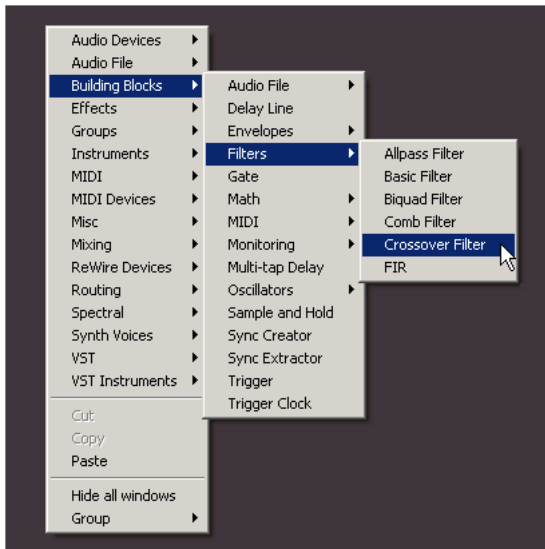 Audio Devices
Audio File
Building Blocks
Effects
Groups
Instruments
MIDI
MIDI Devices
Misc
Mixing
ReWire Devices
Routing
Spectral
Synth Voices
VST
VST Instruments
Cut
Copy
Paste
Hide all windows
Group
Audio File
Delay Line
Envelopes
Filters
Gate
Math
MIDI
Monitoring
Multi-tap Delay
Oscillators
Sample and Hold
Sync Creator
Sync Extractor
Trigger
Trigger Clock
Allpass Filter
Basic Filter
Biquad Filter
Comb Filter
Crossover Filter
FIR